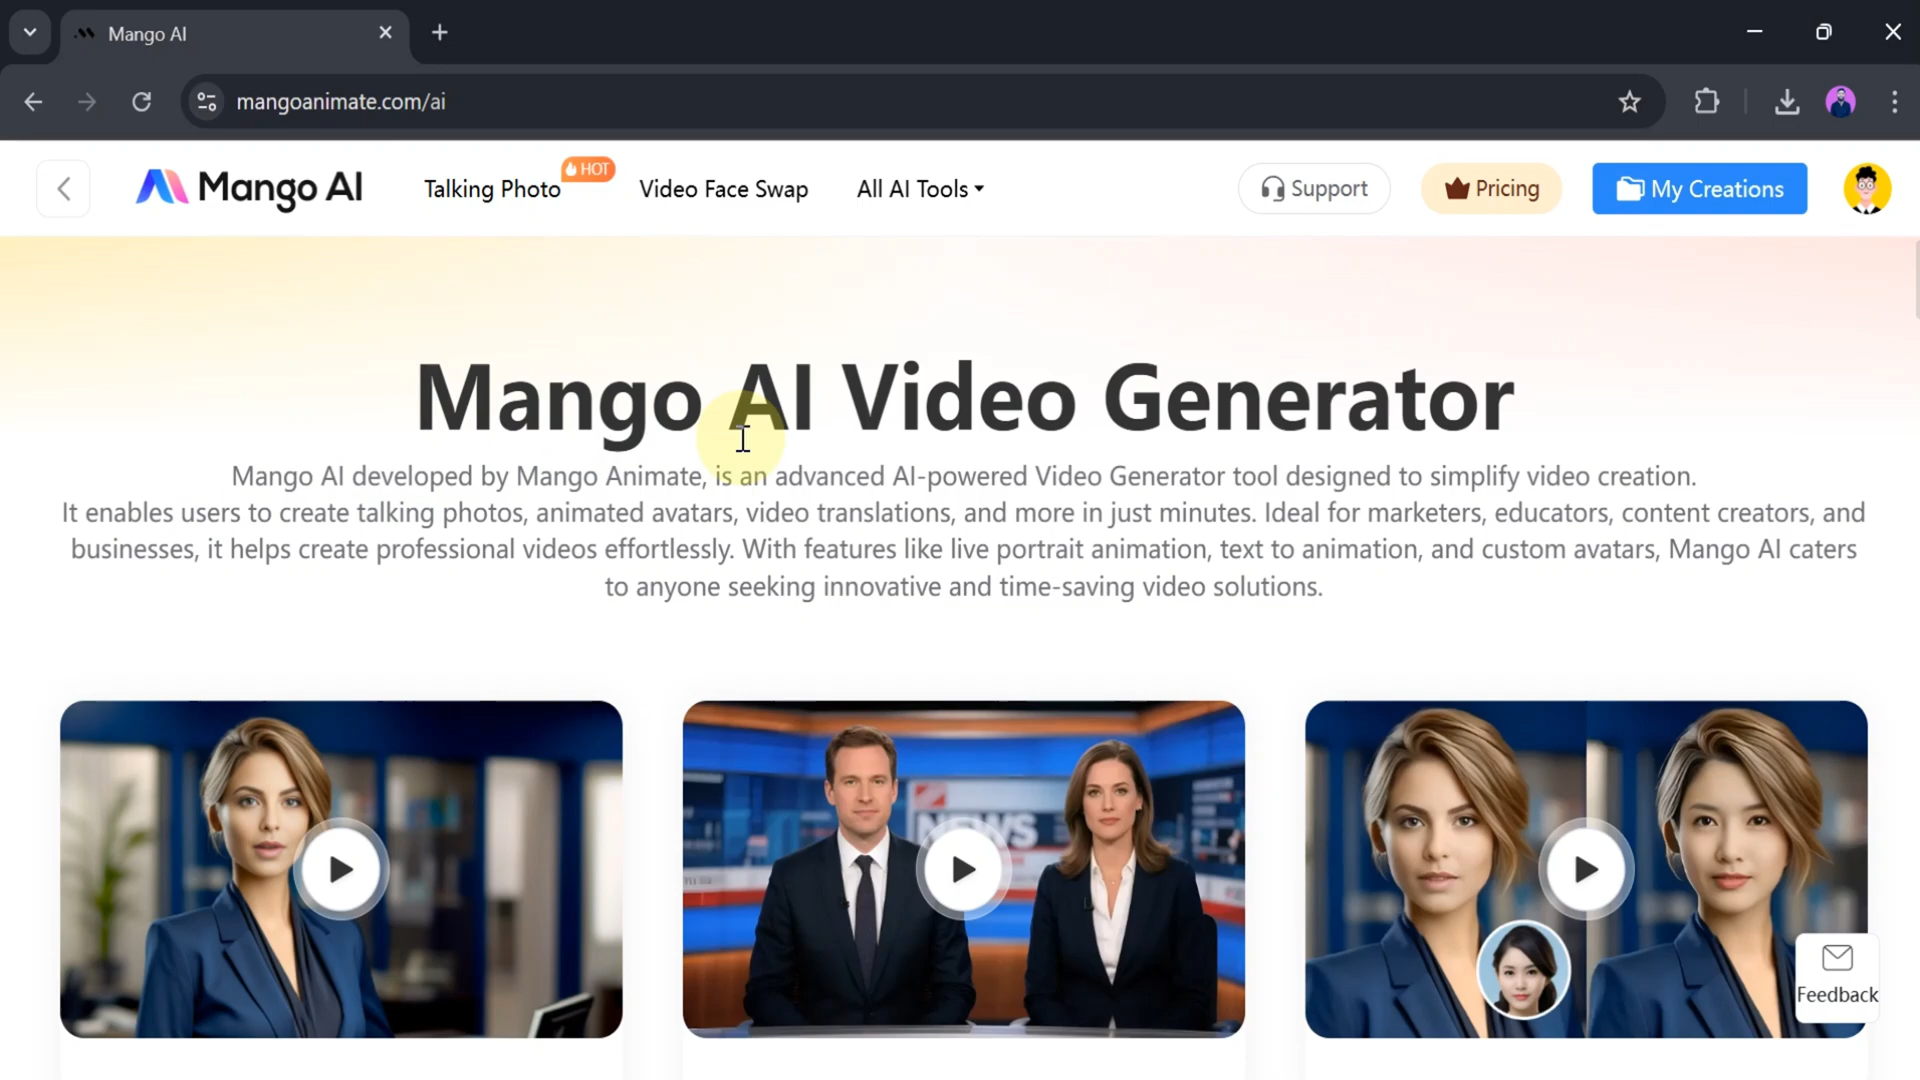 Mango AI
mangoanimate.com/ai
Mango AI
Talking Photo
HOT
Video Face Swap
All AI Tools
Support
Pricing
My Creations
Mango AI Video Generator
Mango AI developed by Mango Animate, is an advanced AI-powered Video Generator tool designed to simplify video creation.
It enables users to create talking photos, animated avatars, video translations, and more in just minutes. Ideal for marketers, educators, content creators, and
businesses, it helps create professional videos effortlessly. With features like live portrait animation, text to animation, and custom avatars, Mango AI caters
to anyone seeking innovative and time-saving video solutions.
NEWS
Feedback